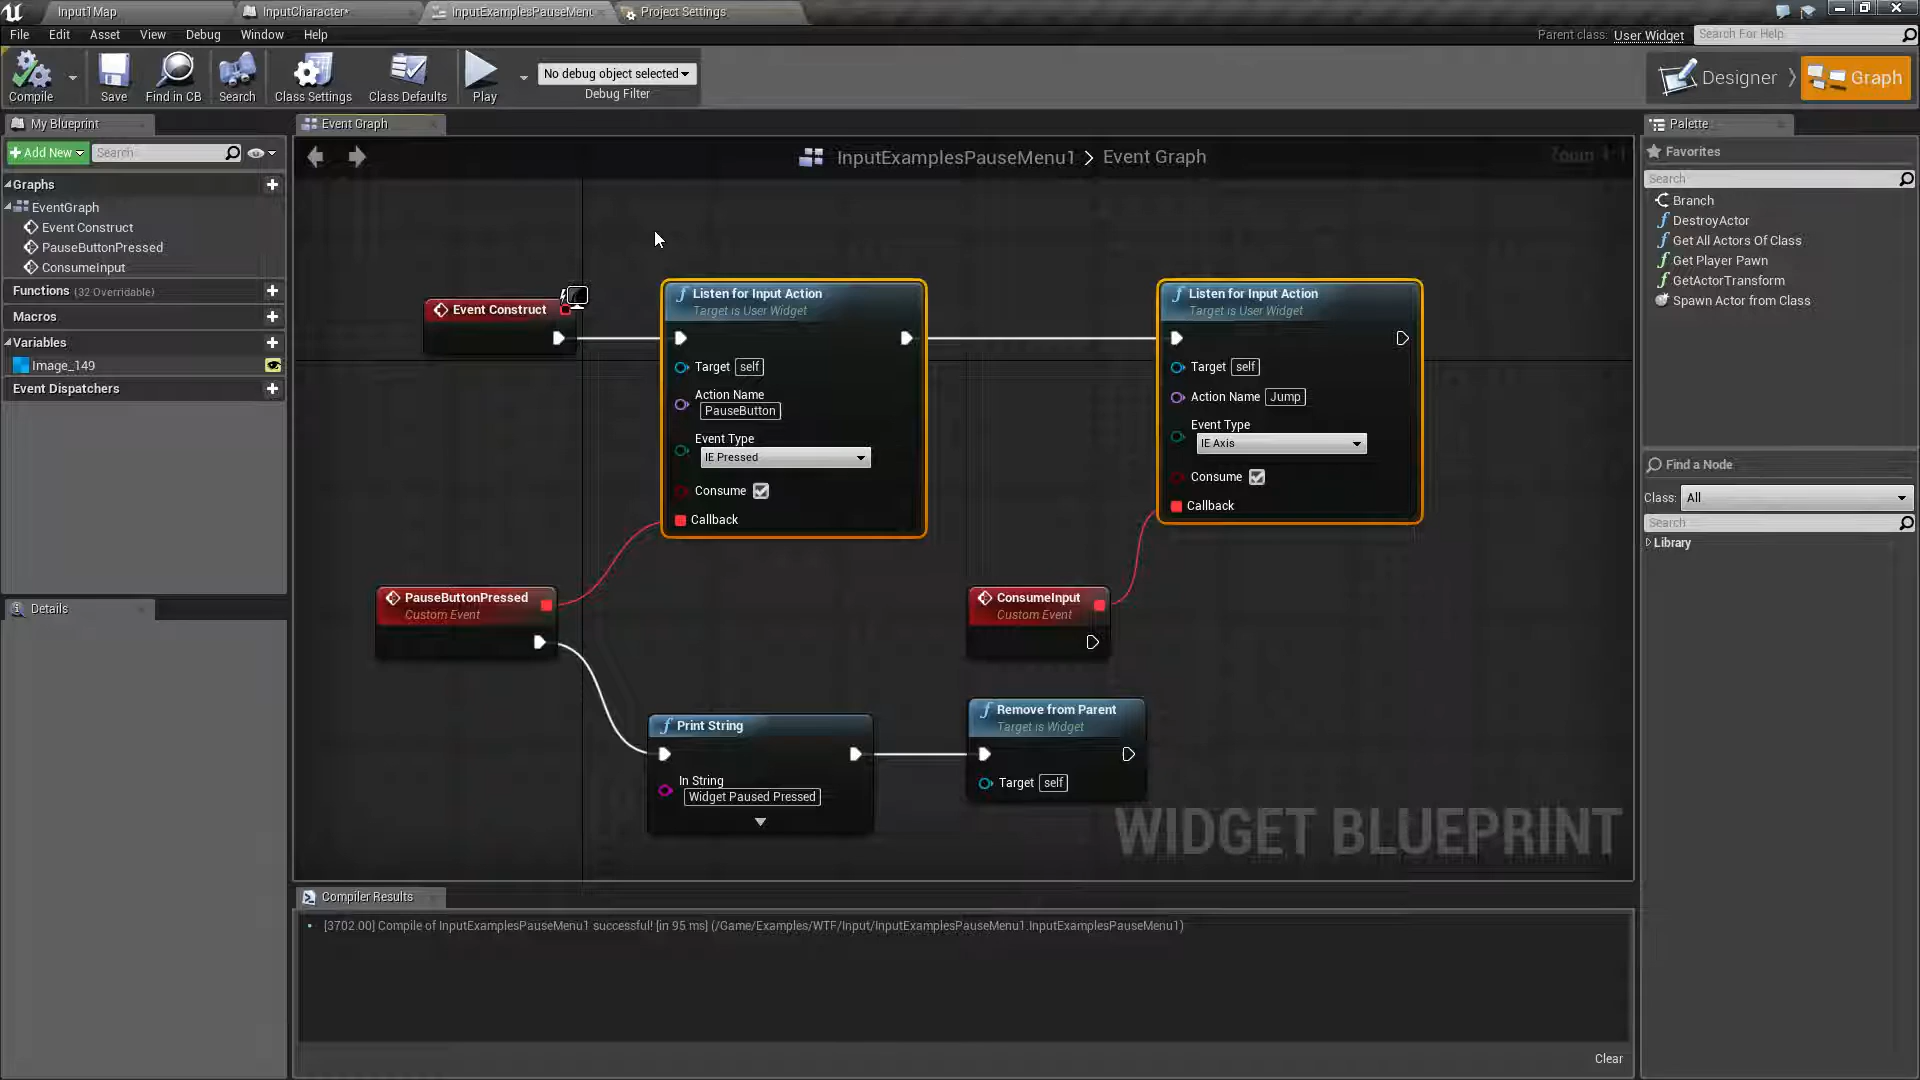 Input1Map
InputCharacter*
InputExamplesPauseMenu
Project Settings
File Edit Asset View Debug Window Help
Parent class: User Widget
Search For Help
Compile
Save
Find in CB
Search
Class Settings
Class Defaults
Play
No debug object selected
Debug Filter
Designer
Graph
My Blueprint
Add New
Search
Graphs
EventGraph
Event Construct
PauseButtonPressed
ConsumeInput
Functions (32 Overridable)
Macros
Variables
Image_149
Event Dispatchers
Details
Event Graph
InputExamplesPauseMenu1 > Event Graph
Zoom 1:1
Event Construct
Listen for Input Action
Target is User Widget
Target self
Action Name
PauseButton
Event Type
IE Pressed
Consume
Callback
Listen for Input Action
Target is User Widget
Target self
Action Name Jump
Event Type
IE Axis
Consume
Callback
PauseButtonPressed
Custom Event
ConsumeInput
Custom Event
Print String
In String
Widget Paused Pressed
Remove from Parent
Target is Widget
Target self
WIDGET BLUEPRINT
Compiler Results
[3702.00] Compile of InputExamplesPauseMenu1 successful! [in 95 ms] (/Game/Examples/WTF/Input/InputExamplesPauseMenu1.InputExamplesPauseMenu1)
Clear
Palette
Favorites
Search
Branch
DestroyActor
Get All Actors Of Class
Get Player Pawn
GetActorTransform
Spawn Actor from Class
Find a Node
Class: All
Search
Library